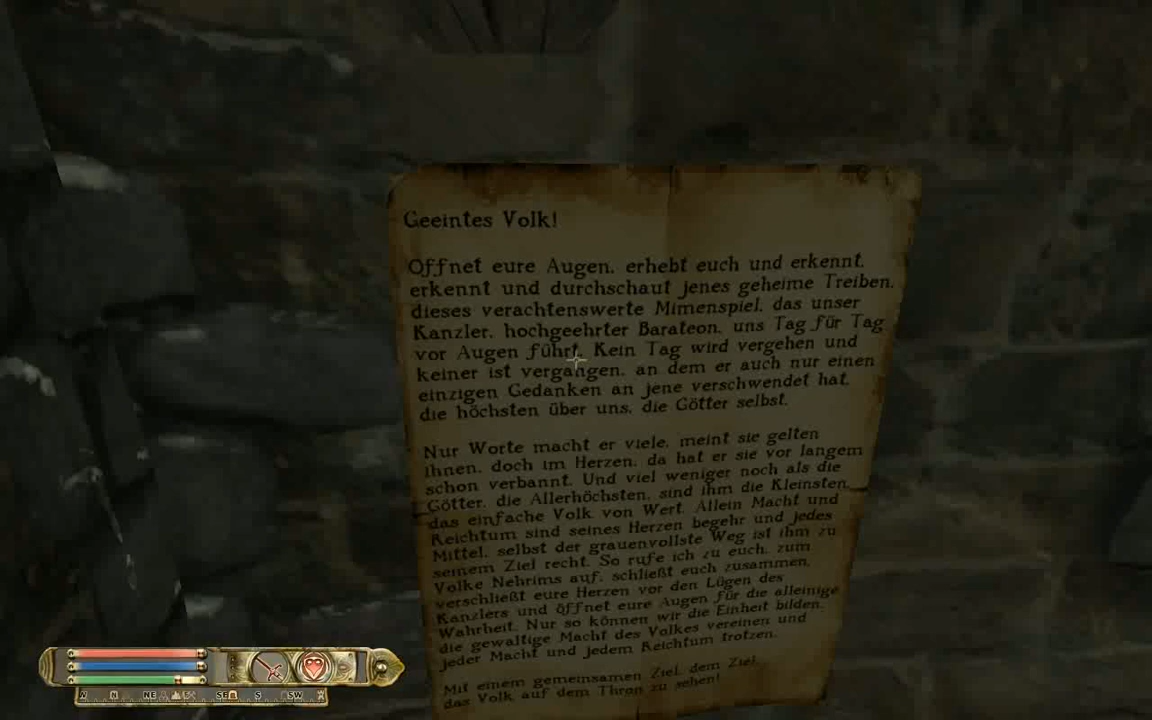 Geeintes Volk!
Öffnet eure Augen, erhebt euch und erkennt,
erkennt und durchschaut jenes geheime Treiben,
dieses verachtenswerte Mimenspiel, das unser
Kanzler, hochgeehrter Barateon, uns Tag für Tag
vor Augen führt. Kein Tag wird vergehen und
keiner ist vergangen, an dem er auch nur einen
einzigen Gedanken an jene verschwendet hat,
die höchsten über uns, die Götter selbst.
Nur Worte macht er viele, meint sie gelten
Ihnen, doch im Herzen, da hat er sie vor langem
schon verbannt. Und viel weniger noch als die
Götter, die Allerhöchsten, sind ihm die Kleinsten,
das einfache Volk von Wert. Allein Macht und
Reichtum sind seines Herzen begehr und jedes
Mittel, selbst der grauenvollste Weg ist ihm zu
seinem Ziel recht. So rufe ich zu euch, zum
Volke Nehrims auf, schließt euch zusammen,
verschließt eure Herzen vor den Lügen des
Kanzlers und öffnet eure Augen für die alleinige
Wahrheit. Nur so können wir die Einheit bilden,
die gewaltige Macht des Volkes vereinen und
jeder Macht und jedem Reichtum trotzen.
Mit einem gemeinsamen Ziel, dem Ziel,
das Volk auf dem Thron zu sehen!
N NE E SE S SW